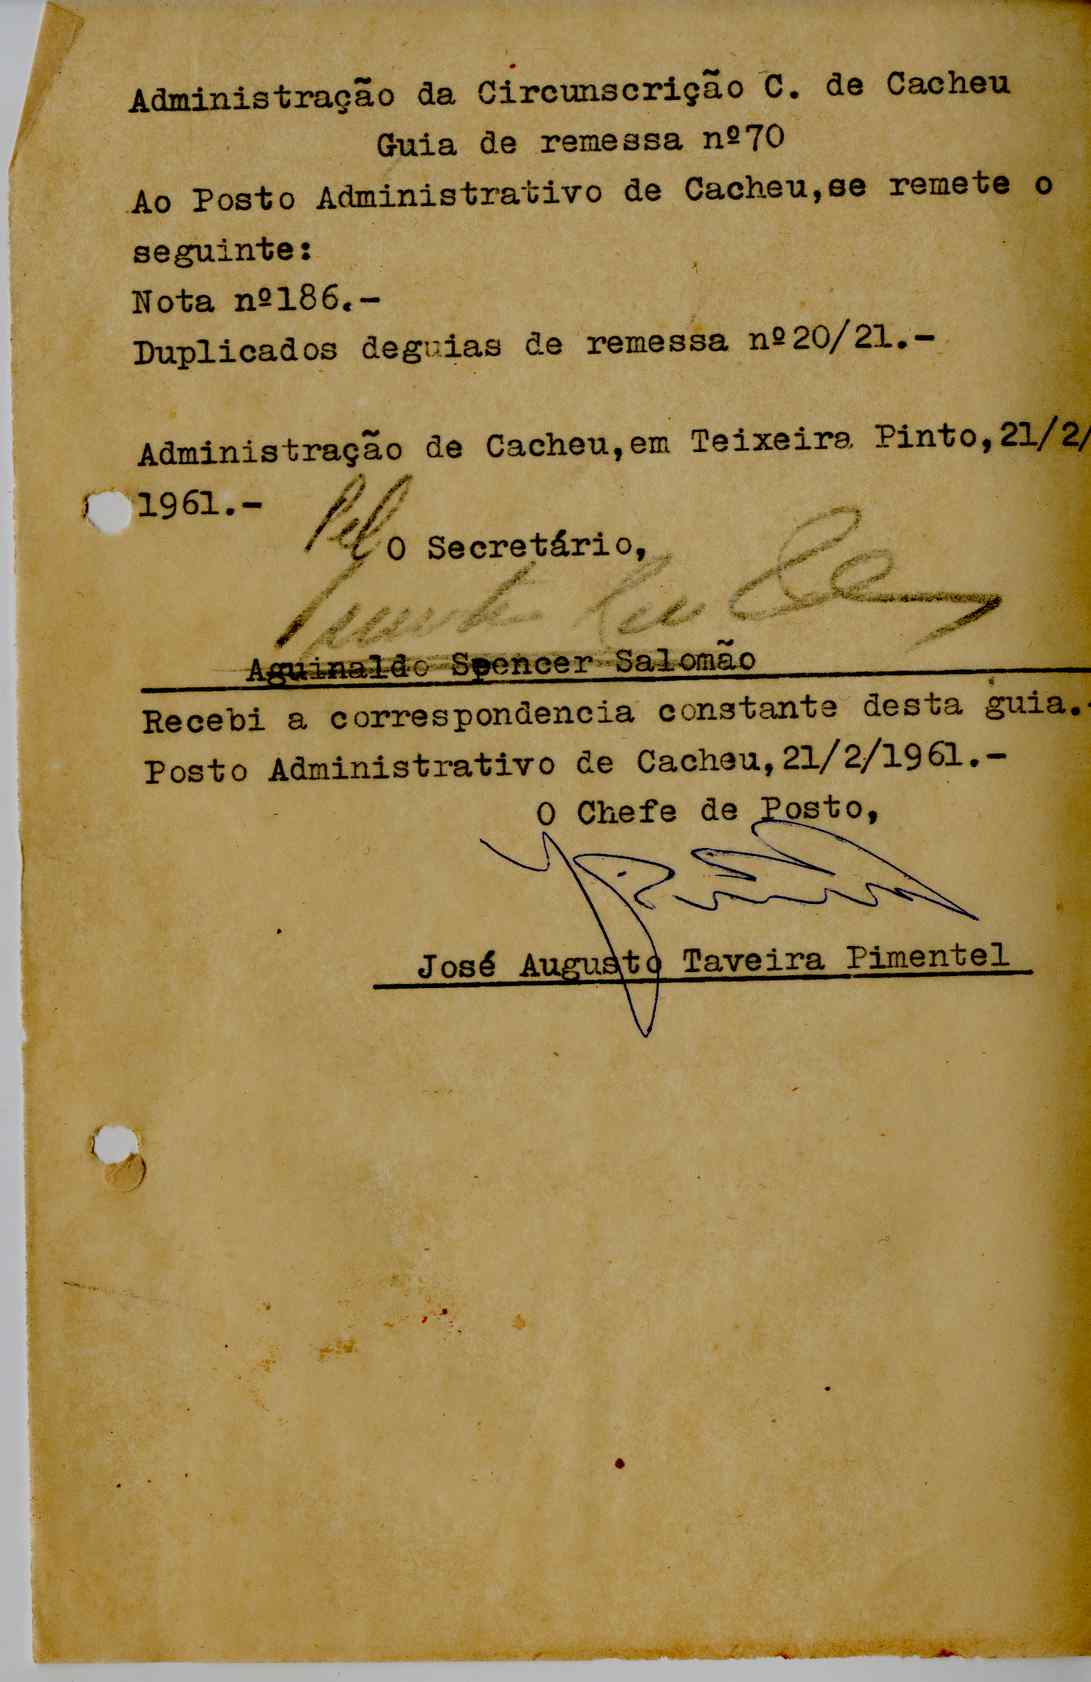 Administração da Circunscrição C. de Cacheu
Guia de remessa nº70
Ao Posto Administrativo de Cacheu,se remete o
seguinte:
Nota nº186.-
Duplicados deguias de remessa nº20/21.-
Administração de Cacheu,em Teixeira Pinto,21/2/
1961.-
Pel O Secretário,
Aguinaldo Spencer Salomão
Recebi a correspondencia constante desta guia.-
Posto Administrativo de Cacheu,21/2/1961.-
O Chefe de Posto,
José Augusto Taveira Pimentel